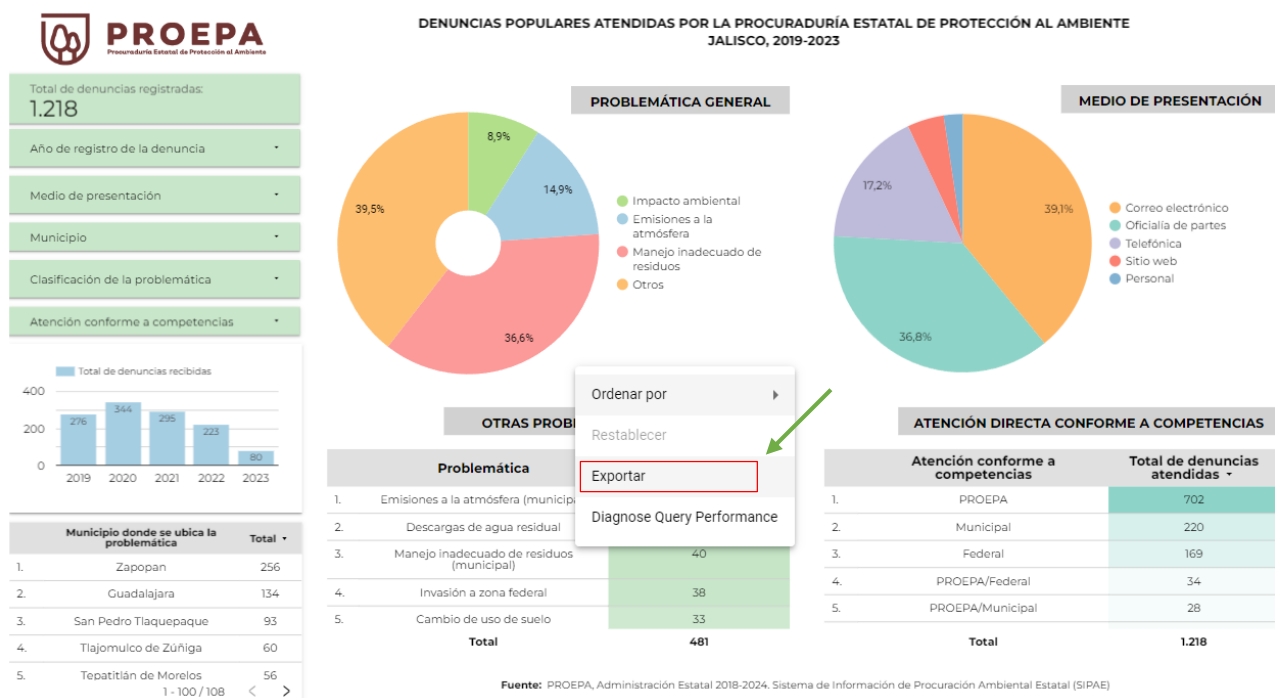 PROEPA
Procuraduría Estatal de Protección al Ambiente
DENUNCIAS POPULARES ATENDIDAS POR LA PROCURADURÍA ESTATAL DE PROTECCIÓN AL AMBIENTE
JALISCO, 2019-2023
Total de denuncias registradas:
1.218
Año de registro de la denuncia
Medio de presentación
Municipio
Clasificación de la problemática
Atención conforme a competencias
Total de denuncias recibidas
400
200
0
276
344
295
223
80
2019 2020 2021 2022 2023
Municipio donde se ubica la
problemática
Total
1. Zapopan 256
2. Guadalajara 134
3. San Pedro Tlaquepaque 93
4. Tlajomulco de Zúñiga 60
5. Tepatitlán de Morelos 56
1 - 100 / 108 < >
PROBLEMÁTICA GENERAL
8,9%
14,9%
36,6%
39,5%
Impacto ambiental
Emisiones a la
atmósfera
Manejo inadecuado de
residuos
Otros
MEDIO DE PRESENTACIÓN
39,1%
36,8%
17,2%
Correo electrónico
Oficialía de partes
Telefónica
Sitio web
Personal
Ordenar por
Restablecer
Exportar
Diagnose Query Performance
OTRAS PROB
Problemática
1. Emisiones a la atmósfera (municip
2. Descargas de agua residual
3. Manejo inadecuado de residuos
(municipal)
40
4. Invasión a zona federal 38
5. Cambio de uso de suelo 33
Total 481
ATENCIÓN DIRECTA CONFORME A COMPETENCIAS
Atención conforme a
competencias
Total de denuncias
atendidas
1. PROEPA 702
2. Municipal 220
3. Federal 169
4. PROEPA/Federal 34
5. PROEPA/Municipal 28
Total 1.218
Fuente: PROEPA, Administración Estatal 2018-2024. Sistema de Información de Procuración Ambiental Estatal (SIPAE)